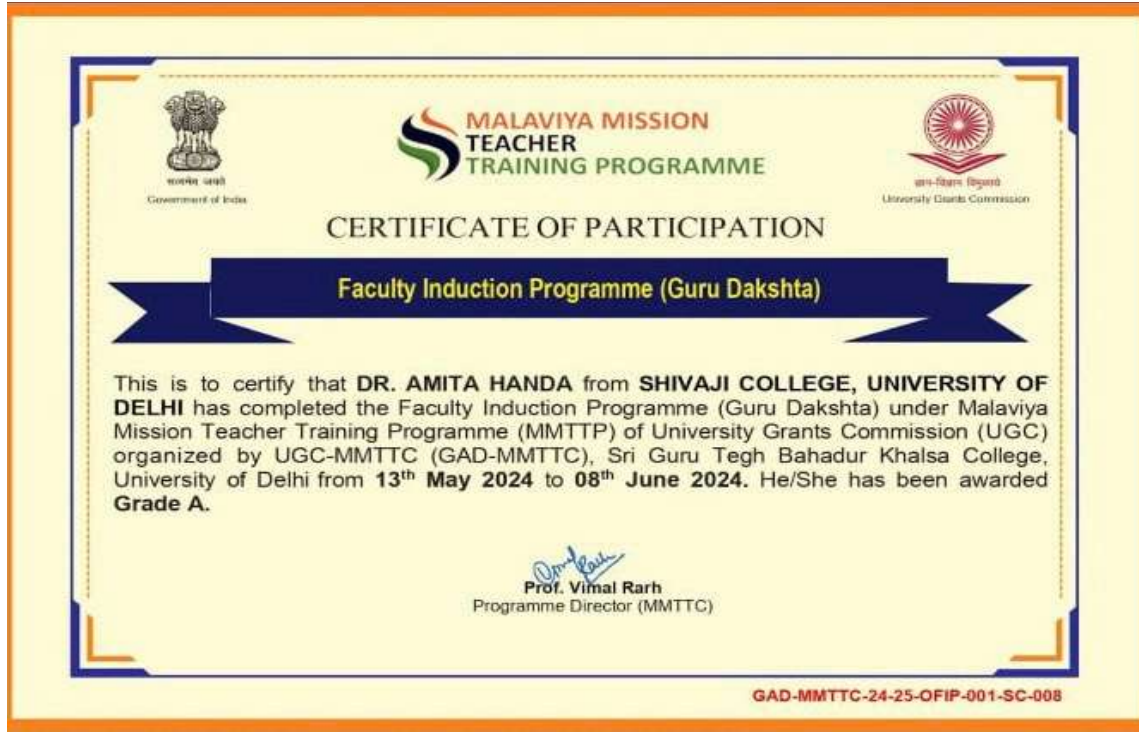 MALAVIYA MISSION
TEACHER
TRAINING PROGRAMME
सत्यमेव जयते
Government of India
ज्ञान-विज्ञान विमुक्तये
University Grants Commission
CERTIFICATE OF PARTICIPATION
Faculty Induction Programme (Guru Dakshta)
This is to certify that DR. AMITA HANDA from SHIVAJI COLLEGE, UNIVERSITY OF
DELHI has completed the Faculty Induction Programme (Guru Dakshta) under Malaviya
Mission Teacher Training Programme (MMTTP) of University Grants Commission (UGC)
organized by UGC-MMTTC (GAD-MMTTC), Sri Guru Tegh Bahadur Khalsa College,
University of Delhi from 13th May 2024 to 08th June 2024. He/She has been awarded
Grade A.
Prof. Vimal Rarh
Programme Director (MMTTC)
GAD-MMTTC-24-25-OFIP-001-SC-008